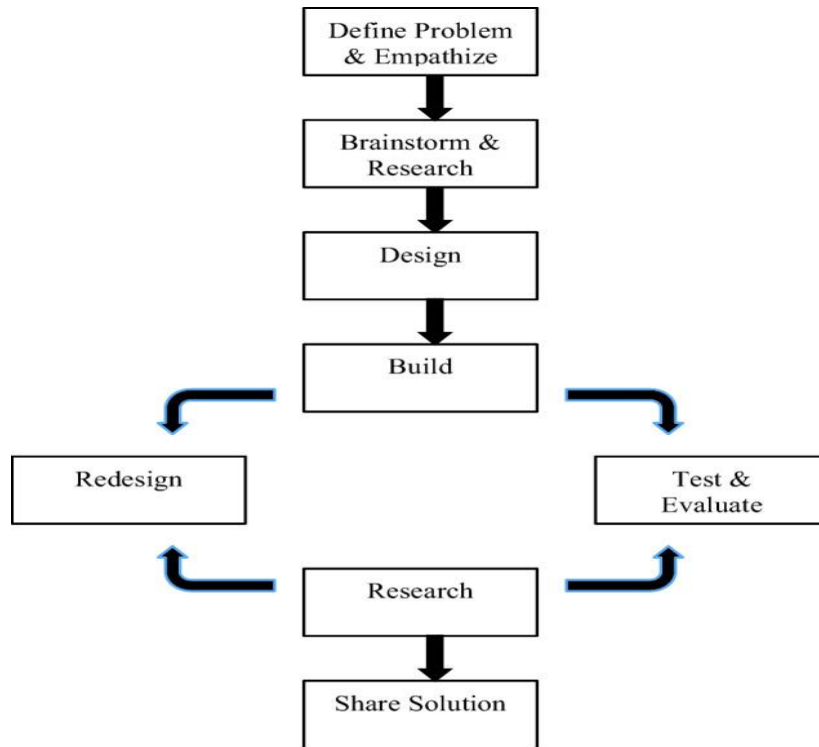 Define Problem
& Empathize
Brainstorm &
Research
Design
Build
Redesign
Test &
Evaluate
Research
Share Solution